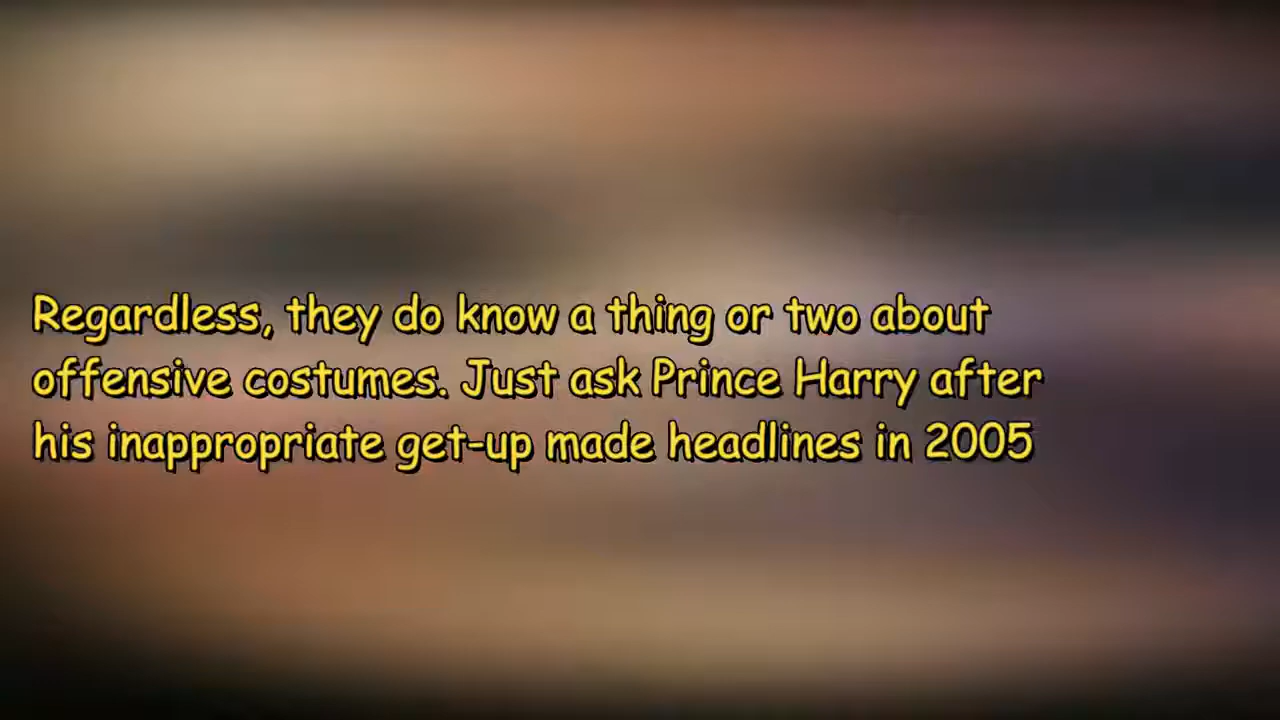 Regardless, they do know a thing or two about
offensive costumes. Just ask Prince Harry after
his inappropriate get-up made headlines in 2005